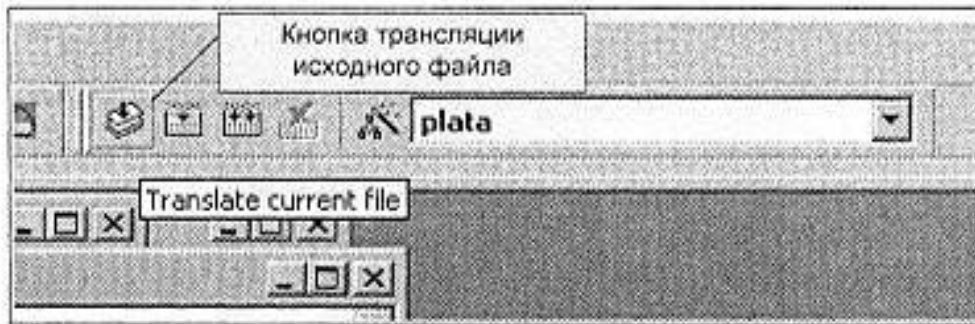 Кнопка трансляции
исходного файла
plata
Translate current file